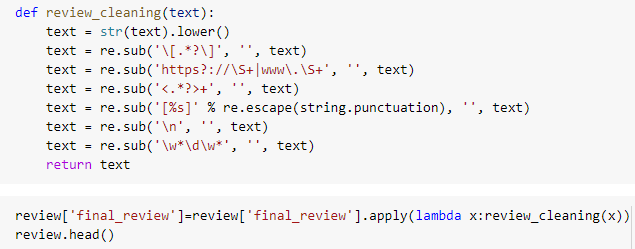 def review_cleaning(text):
    text = str(text).lower()
    text = re.sub('\[.*?\]', '', text)
    text = re.sub('https?://\S+|www\.\S+', '', text)
    text = re.sub('<.*?>+', '', text)
    text = re.sub('[%s]' % re.escape(string.punctuation), '', text)
    text = re.sub('\n', '', text)
    text = re.sub('\w*\d\w*', '', text)
    return text
review['final_review']=review['final_review'].apply(lambda x:review_cleaning(x))
review.head()